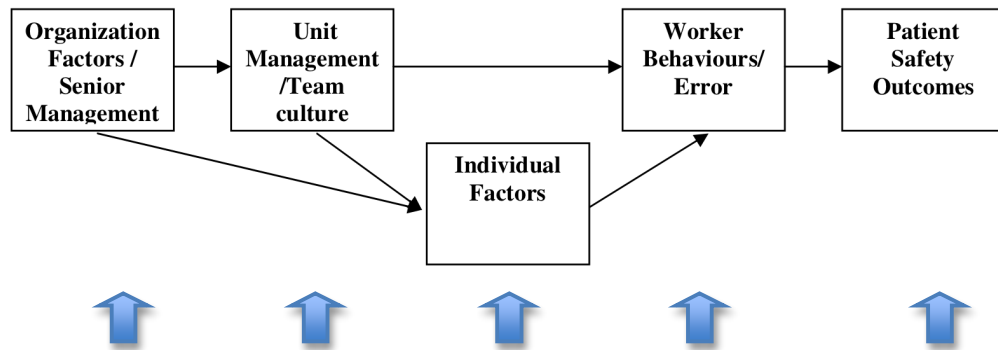 Organization
Factors /
Senior
Management
Unit
Management
/Team
culture
Worker
Behaviours/
Error
Patient
Safety
Outcomes
Individual
Factors